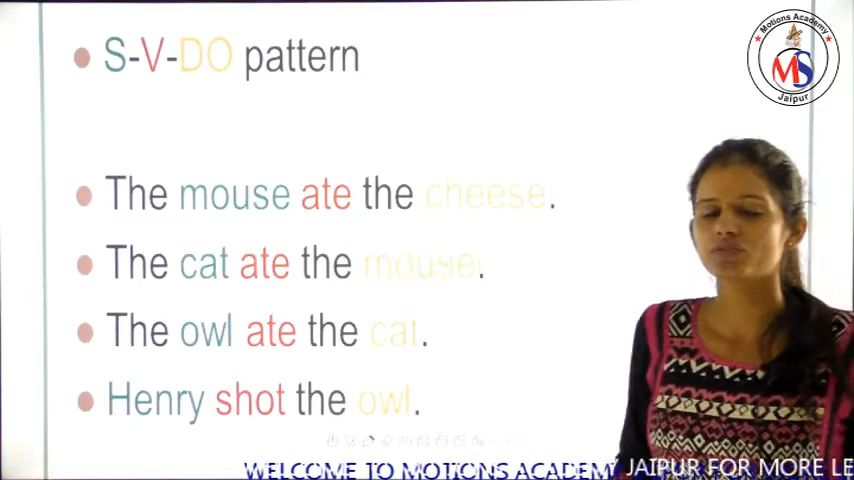 S-V-DO pattern
Motions Academy
MS
Jaipur
The mouse ate the cheese.
The cat ate the mouse.
The owl ate the cat.
Henry shot the owl.
WELCOME TO MOTIONS ACADEMY JAIPUR FOR MORE LE